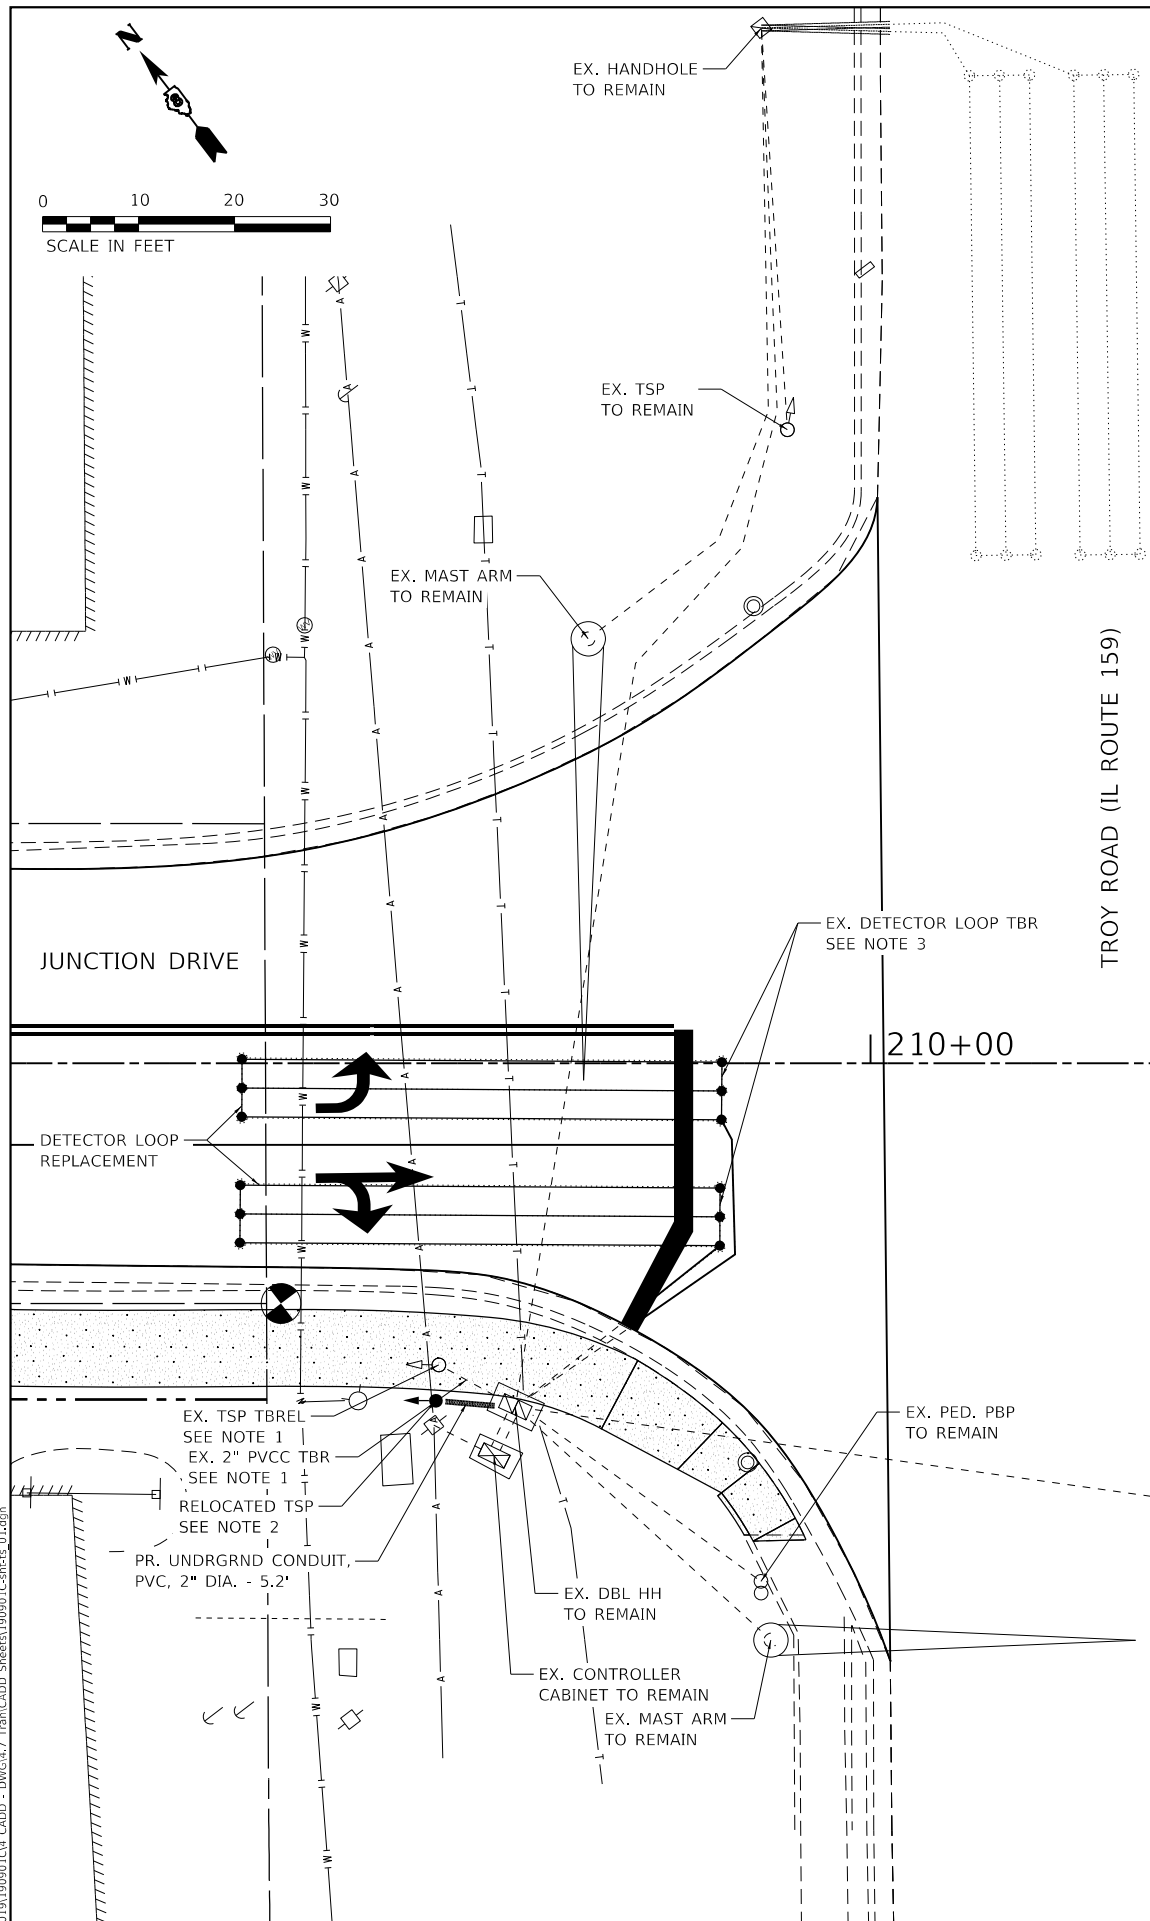 N
8
0 10 20 30
SCALE IN FEET
EX. HANDHOLE
TO REMAIN
EX. TSP
TO REMAIN
EX. MAST ARM
TO REMAIN
TROY ROAD (IL ROUTE 159)
EX. DETECTOR LOOP TBR
SEE NOTE 3
JUNCTION DRIVE
210+00
DETECTOR LOOP
REPLACEMENT
EX. TSP TBREL
SEE NOTE 1
EX. 2" PVCC TBR
SEE NOTE 1
RELOCATED TSP
SEE NOTE 2
PR. UNDRGRND CONDUIT,
PVC, 2" DIA. - 5.2'
EX. PED. PBP
TO REMAIN
EX. DBL HH
TO REMAIN
EX. CONTROLLER
CABINET TO REMAIN
EX. MAST ARM
TO REMAIN